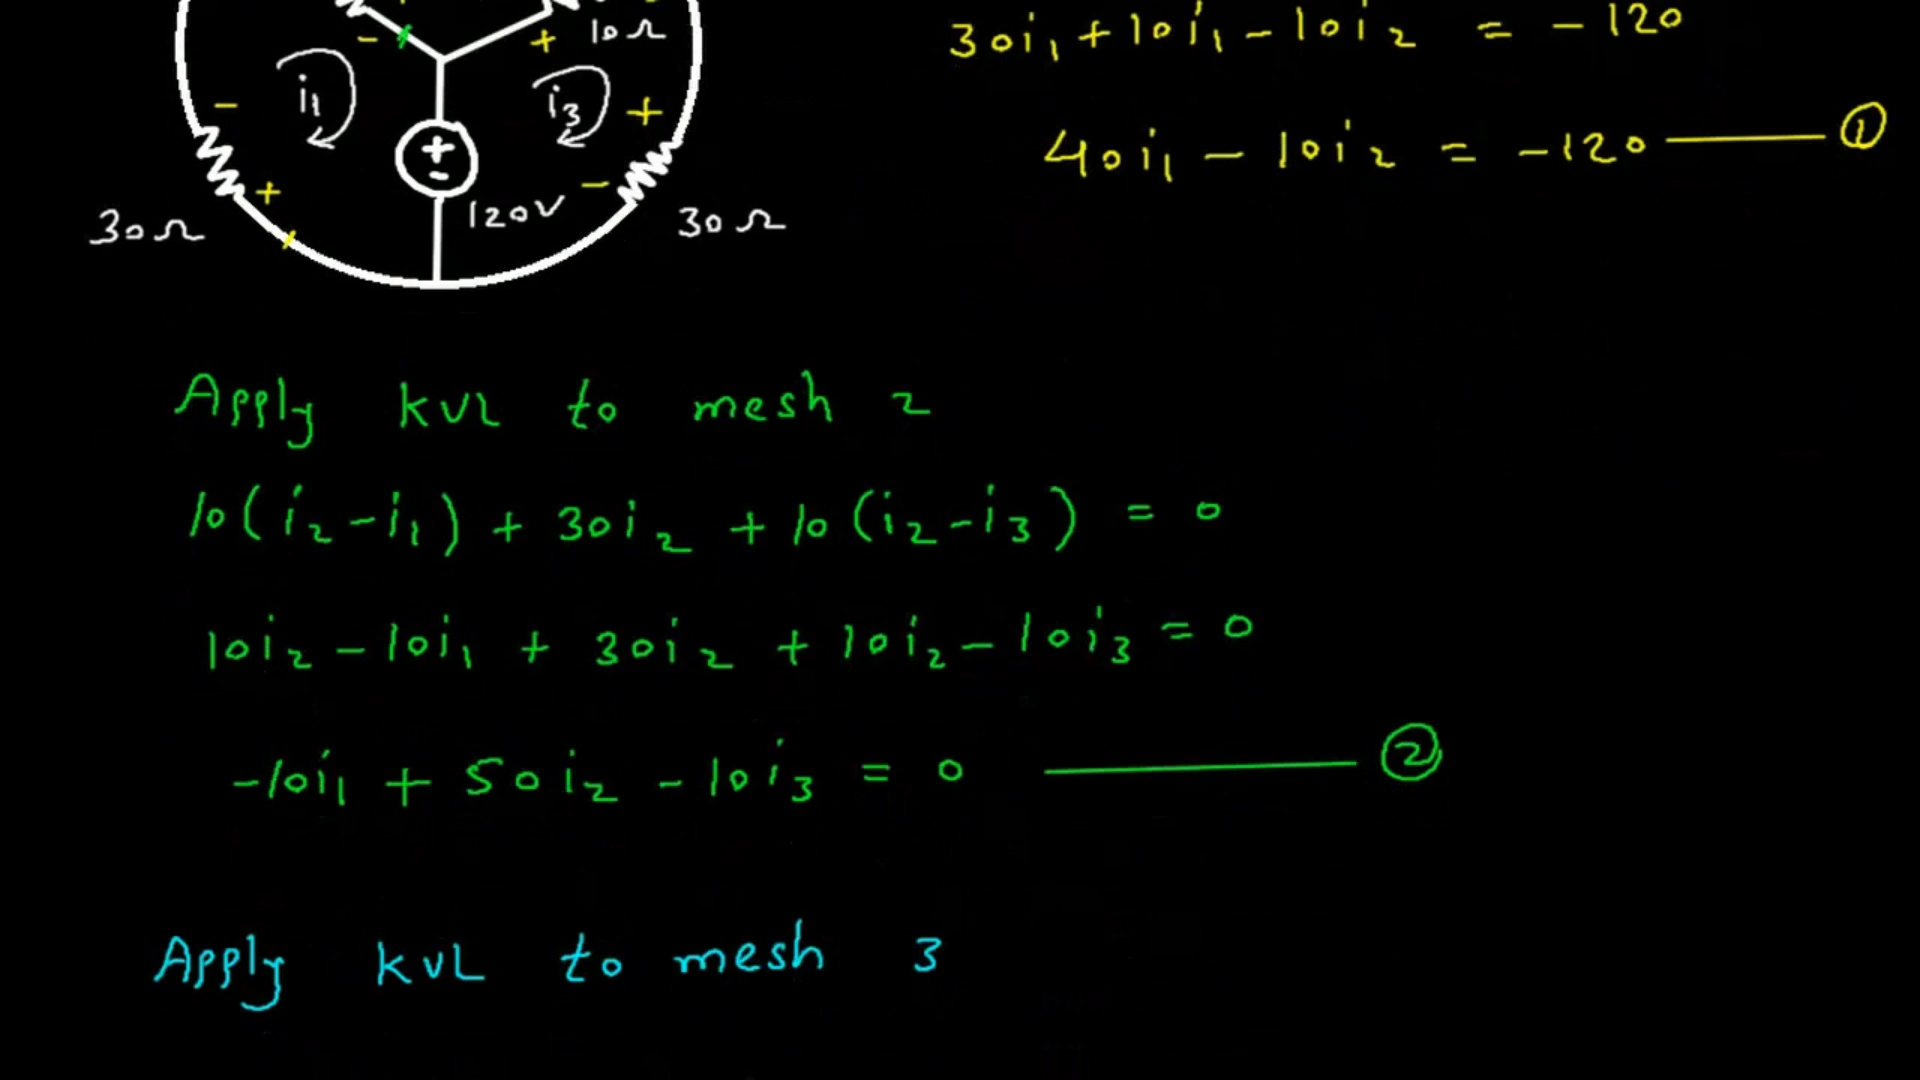 10Ω
30i₁ + 10i₁ - 10i₂ = -120
- + +
i₁
i₃
-
+
-
40i₁ - 10i₂ = -120 ① 
+
-
+
120V
30Ω
30Ω
Apply KVL to mesh 2
10(i₂-i₁) + 30i₂ + 10(i₂-i₃) = 0
10i₂ - 10i₁ + 30i₂ + 10i₂ - 10i₃ = 0
-10i₁ + 50i₂ - 10i₃ = 0 ②
Apply KVL to mesh 3